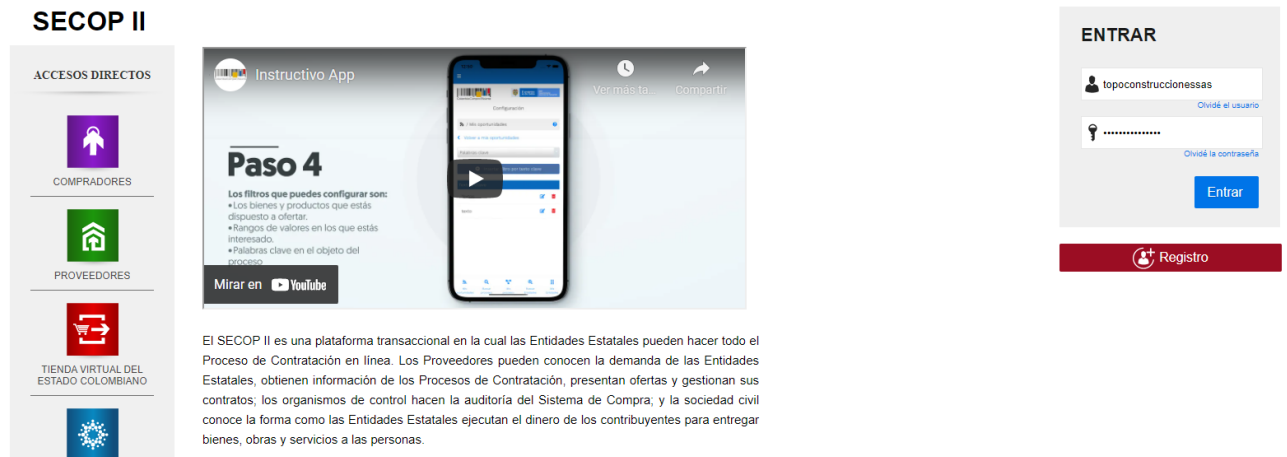 SECOP II
ACCESOS DIRECTOS
COMPRADORES
PROVEEDORES
TIENDA VIRTUAL DEL
ESTADO COLOMBIANO
Instructivo App
Ver más ta...
Compartir
Configuración
Paso 4
Los filtros que puedes configurar son:
•Los bienes y productos que estás
dispuesto a ofertar.
•Rangos de valores en los que estás
interesado.
•Palabras clave en el objeto del
proceso
Mirar en YouTube
El SECOP II es una plataforma transaccional en la cual las Entidades Estatales pueden hacer todo el
Proceso de Contratación en línea. Los Proveedores pueden conocen la demanda de las Entidades
Estatales, obtienen información de los Procesos de Contratación, presentan ofertas y gestionan sus
contratos; los organismos de control hacen la auditoría del Sistema de Compra; y la sociedad civil
conoce la forma como las Entidades Estatales ejecutan el dinero de los contribuyentes para entregar
bienes, obras y servicios a las personas.
ENTRAR
topoconstruccionessas
Olvidé el usuario
•••••••••••••••
Olvidé la contraseña
Entrar
Registro